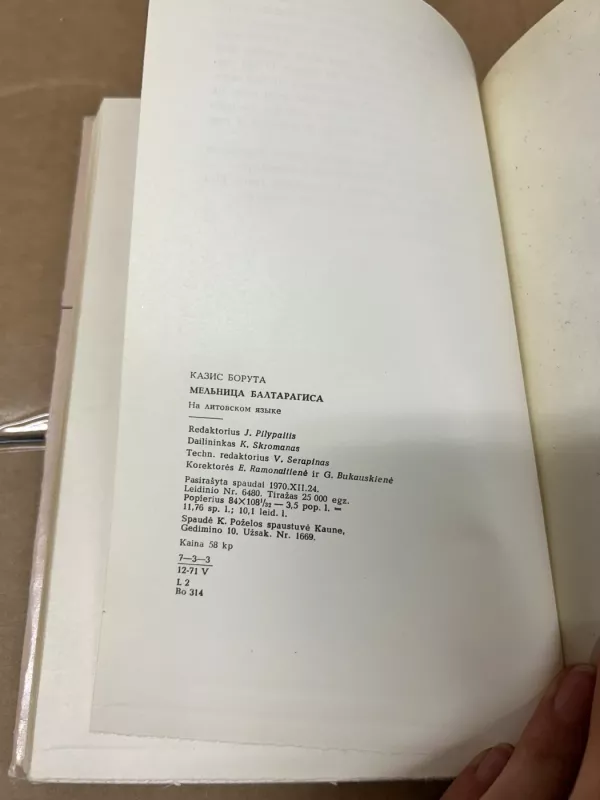 КАЗИС БОРУТА
МЕЛЬНИЦА БАЛТАРАГИСА
На литовском языке
Redaktorius J. Pilypaitis
Dailininkas K. Skromanas
Techn. redaktorius V. Serapinas
Korektorės E. Ramonaitienė ir G. Bukauskienė
Pasirašyta spaudai 1970.XII.24.
Leidinio Nr. 6480. Tiražas 25 000 egz.
Popierius 84×108¹/₃₂ — 3,5 pop. l. =
11,76 sp. l.; 10,1 leid. l.
Spaudė K. Poželos spaustuvė Kaune,
Gedimino 10. Užsak. Nr. 1669.
Kaina 58 kp
7—3—3
12-71 V
L 2
Bo 314